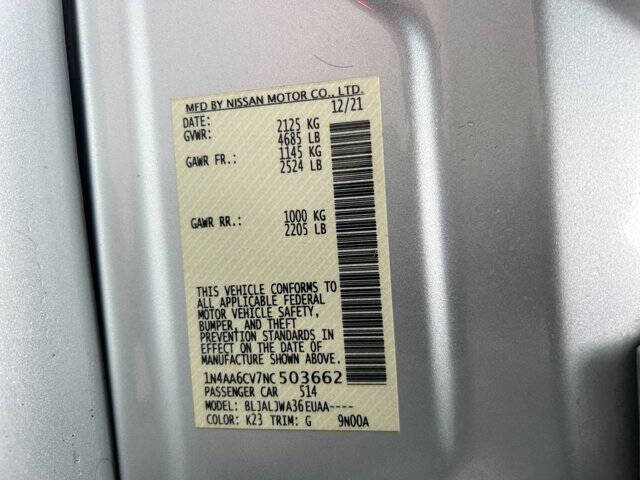 MFD BY NISSAN MOTOR CO., LTD.
DATE: 12/21
GVWR: 2125 KG
4685 LB
GAWR FR.: 1145 KG
2524 LB
GAWR RR.: 1000 KG
2205 LB
THIS VEHICLE CONFORMS TO
ALL APPLICABLE FEDERAL
MOTOR VEHICLE SAFETY,
BUMPER, AND THEFT
PREVENTION STANDARDS IN
EFFECT ON THE DATE OF
MANUFACTURE SHOWN ABOVE.
1N4AA6CV7NC503662
PASSENGER CAR 514
MODEL: BLJALJWA36EUAA----
COLOR: K23 TRIM: G 9N00A